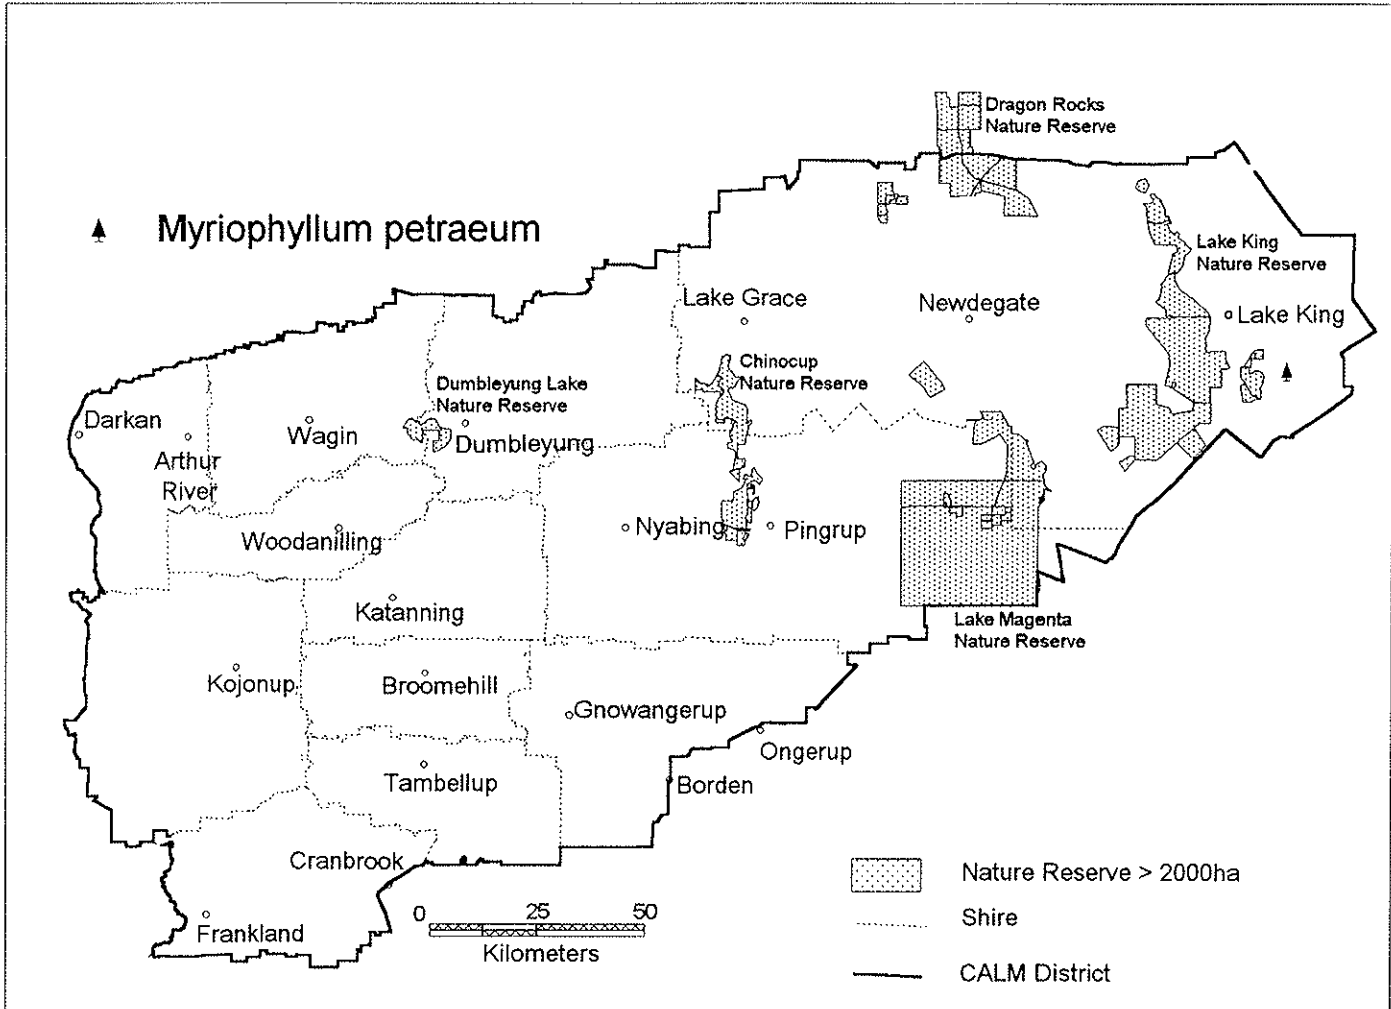 Dragon Rocks
Nature Reserve
Myriophyllum petraeum
Lake King
Nature Reserve
Lake Grace
Newdegate
Lake King
Chinocup
Nature Reserve
Dumbleyung Lake
Nature Reserve
Darkan
Wagin
Dumbleyung
Arthur
River
Woodanilling
Nyabing
Pingrup
Katanning
Lake Magenta
Nature Reserve
Kojonup
Broomehill
Gnowangerup
Ongerup
Tambellup
Borden
Cranbrook
Frankland
0 25 50
Kilometers
Nature Reserve > 2000ha
Shire
CALM District